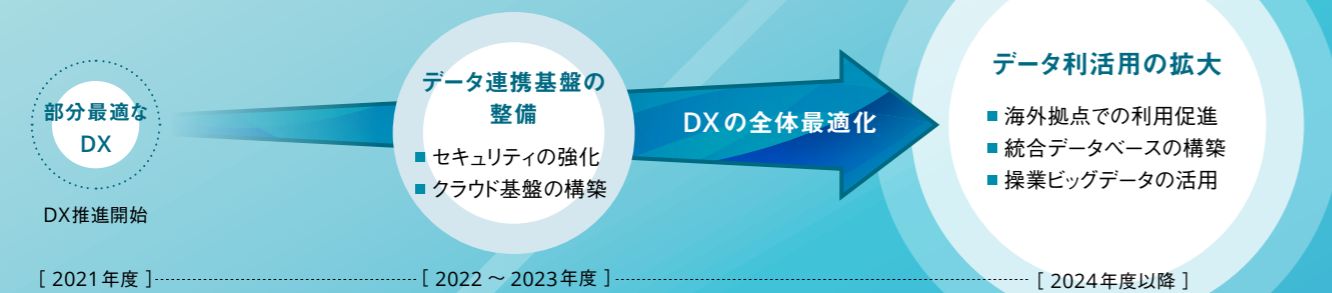 部分最適な
DX
DX推進開始
データ連携基盤の
整備
■ セキュリティの強化
■ クラウド基盤の構築
DXの全体最適化
データ利活用の拡大
■ 海外拠点での利用促進
■ 統合データベースの構築
■ 操業ビッグデータの活用
[ 2021年度 ]
[ 2022 ～ 2023年度 ]
[ 2024年度以降 ]